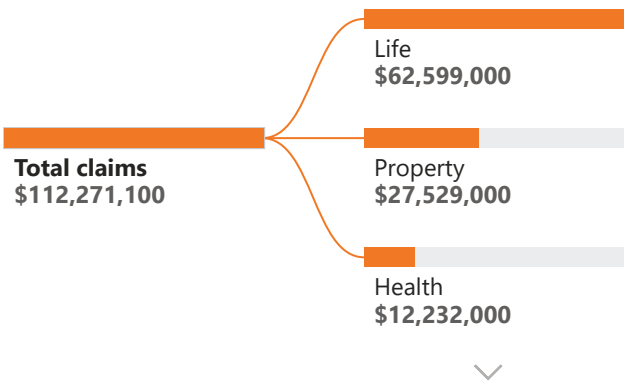 Life
$62,599,000
Total claims
$112,271,100
Property
$27,529,000
Health
$12,232,000